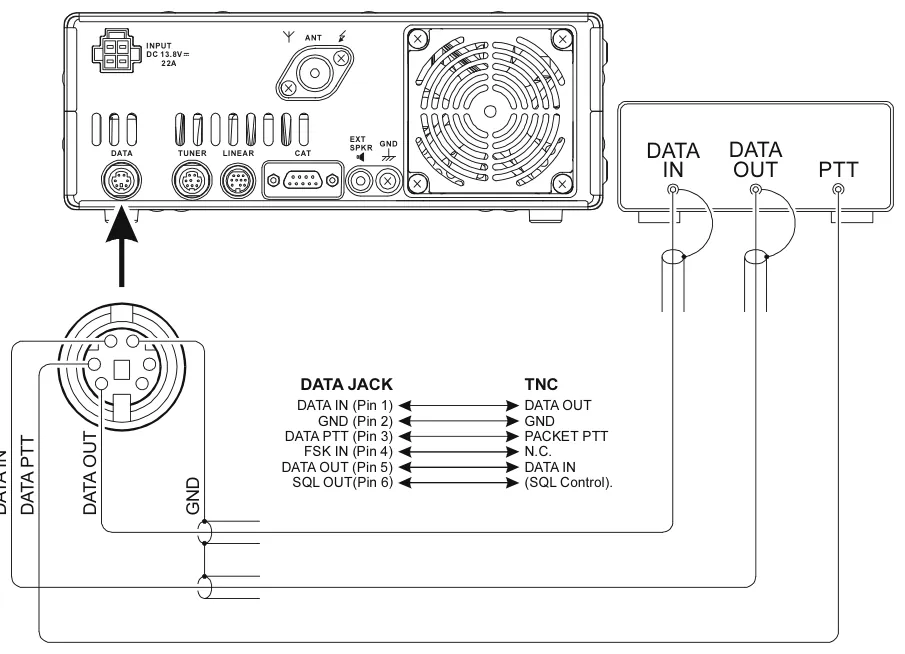 INPUT
DC 13.8V⎓
22A
ANT
EXT
SPKR
GND
DATA
TUNER
LINEAR
CAT
DATA
IN
DATA
OUT
PTT
DATA JACK TNC
DATA IN (Pin 1) DATA OUT
GND (Pin 2) GND
DATA PTT (Pin 3) PACKET PTT
FSK IN (Pin 4) N.C.
DATA OUT (Pin 5) DATA IN
SQL OUT(Pin 6) (SQL Control).
DATA IN
DATA PTT
DATA OUT
GND